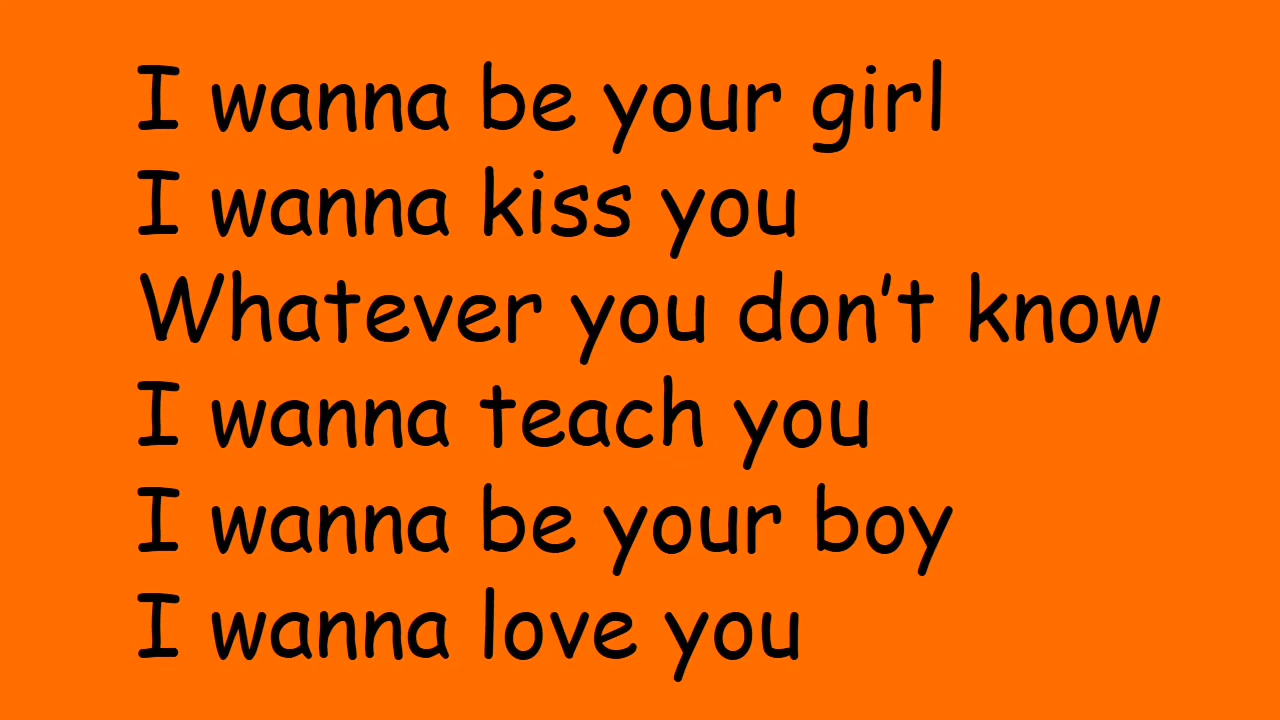 I wanna be your girl
I wanna kiss you
Whatever you don't know
I wanna teach you
I wanna be your boy
I wanna love you